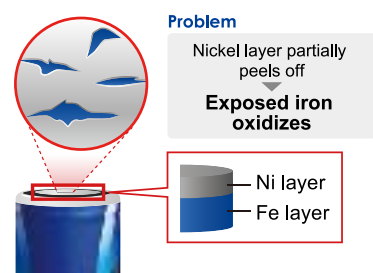 Problem
Nickel layer partially
peels off
Exposed iron
oxidizes
Ni layer
Fe layer